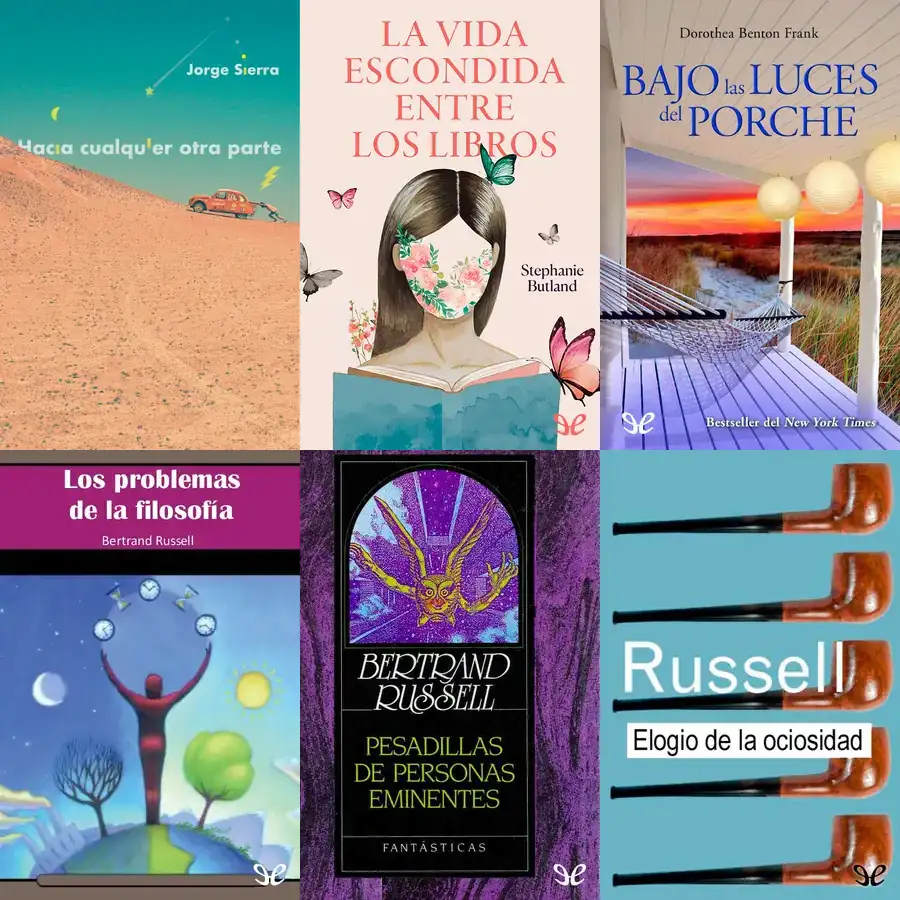 Jorge Sierra
Hacia cualquier otra parte
LA VIDA
ESCONDIDA
ENTRE
LOS LIBROS
Stephanie
Butland
Dorothea Benton Frank
BAJO las LUCES
del PORCHE
Bestseller del New York Times
Los problemas
de la filosofía
Bertrand Russell
BERTRAND
RUSSELL
PESADILLAS
DE PERSONAS
EMINENTES
FANTÁSTICAS
Russell
Elogio de la ociosidad